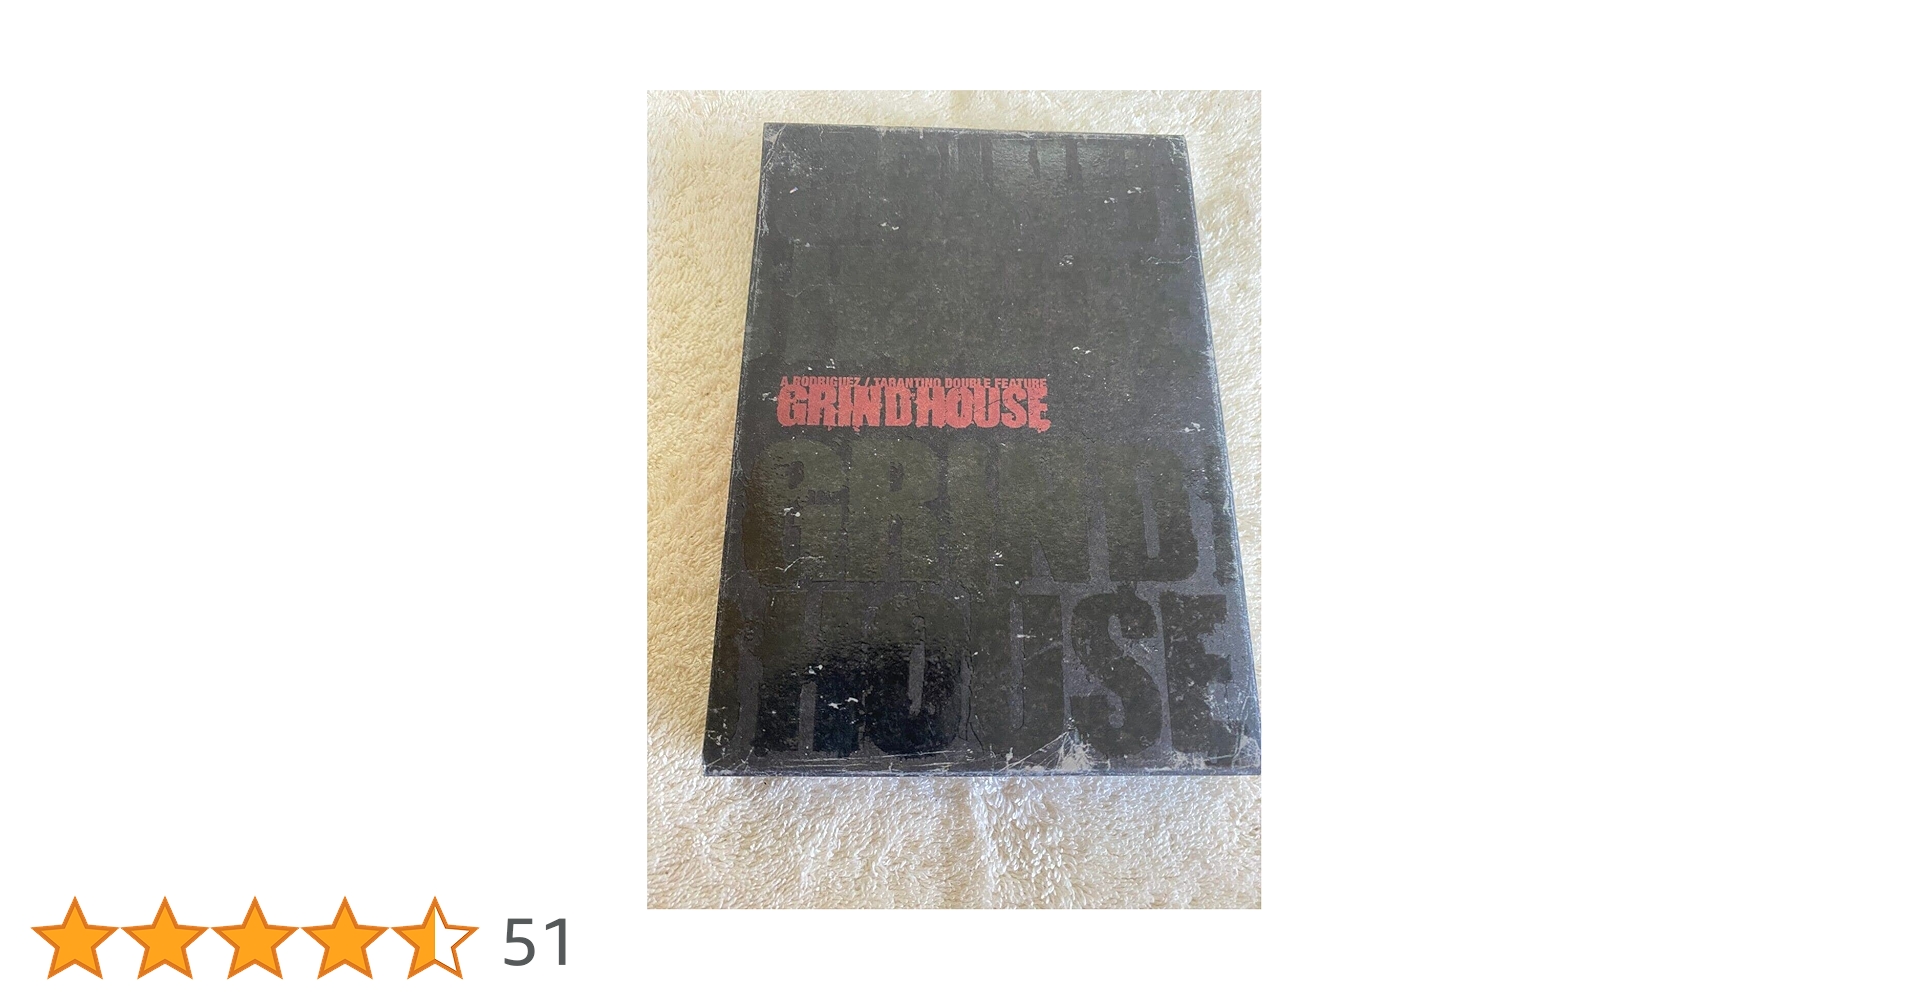 A RODRIGUEZ / TARANTINO DOUBLE FEATURE
GRINDHOUSE
GRIND
HOUSE
51